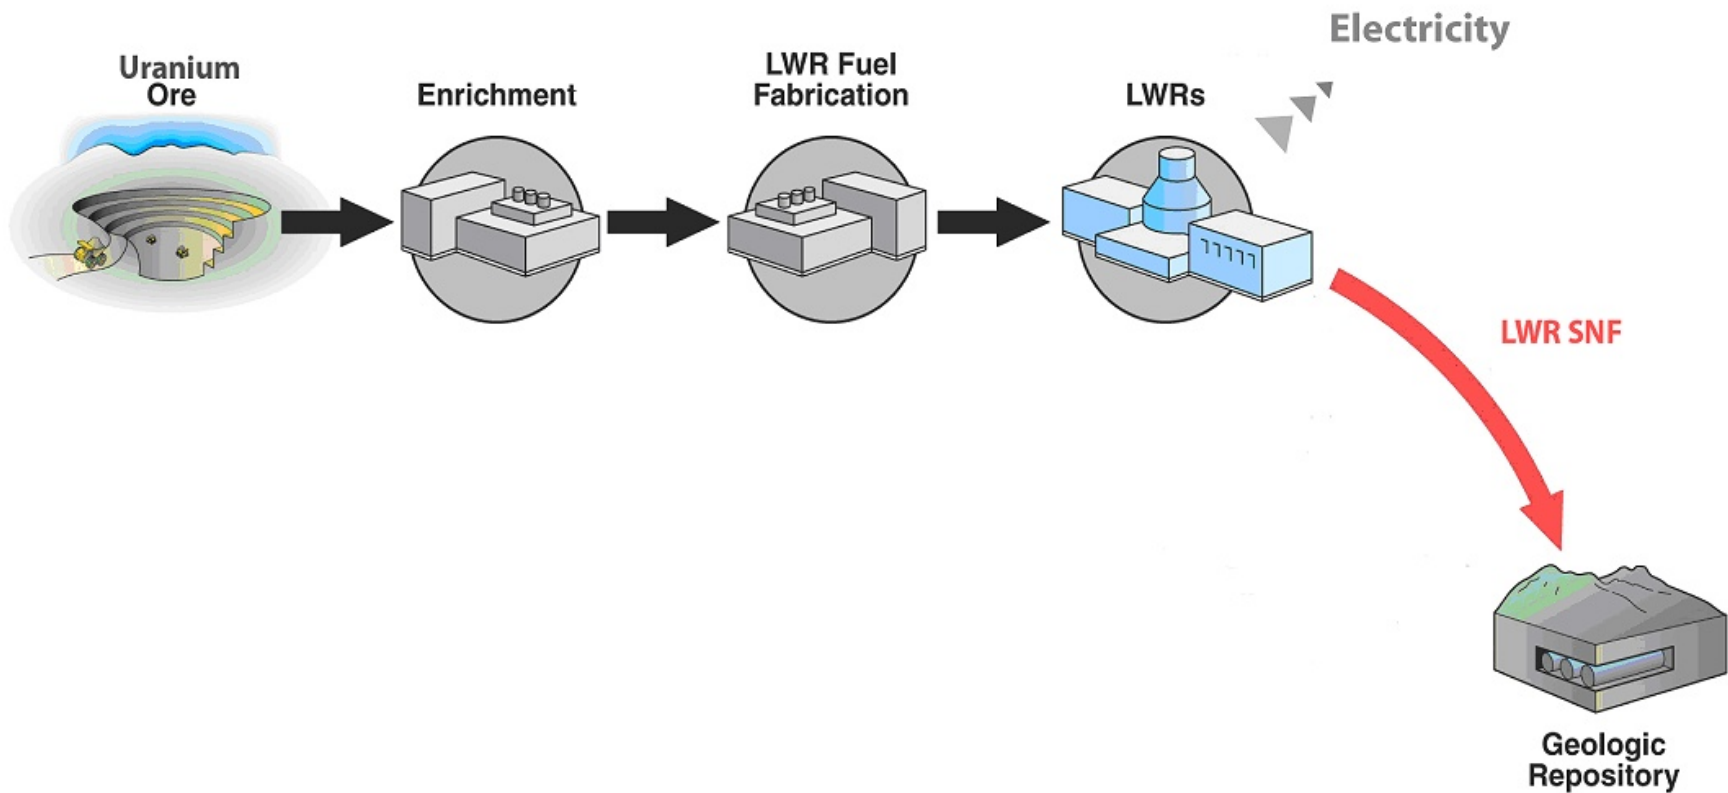 Uranium
Ore
Enrichment
LWR Fuel
Fabrication
LWRs
Electricity
LWR SNF
Geologic
Repository